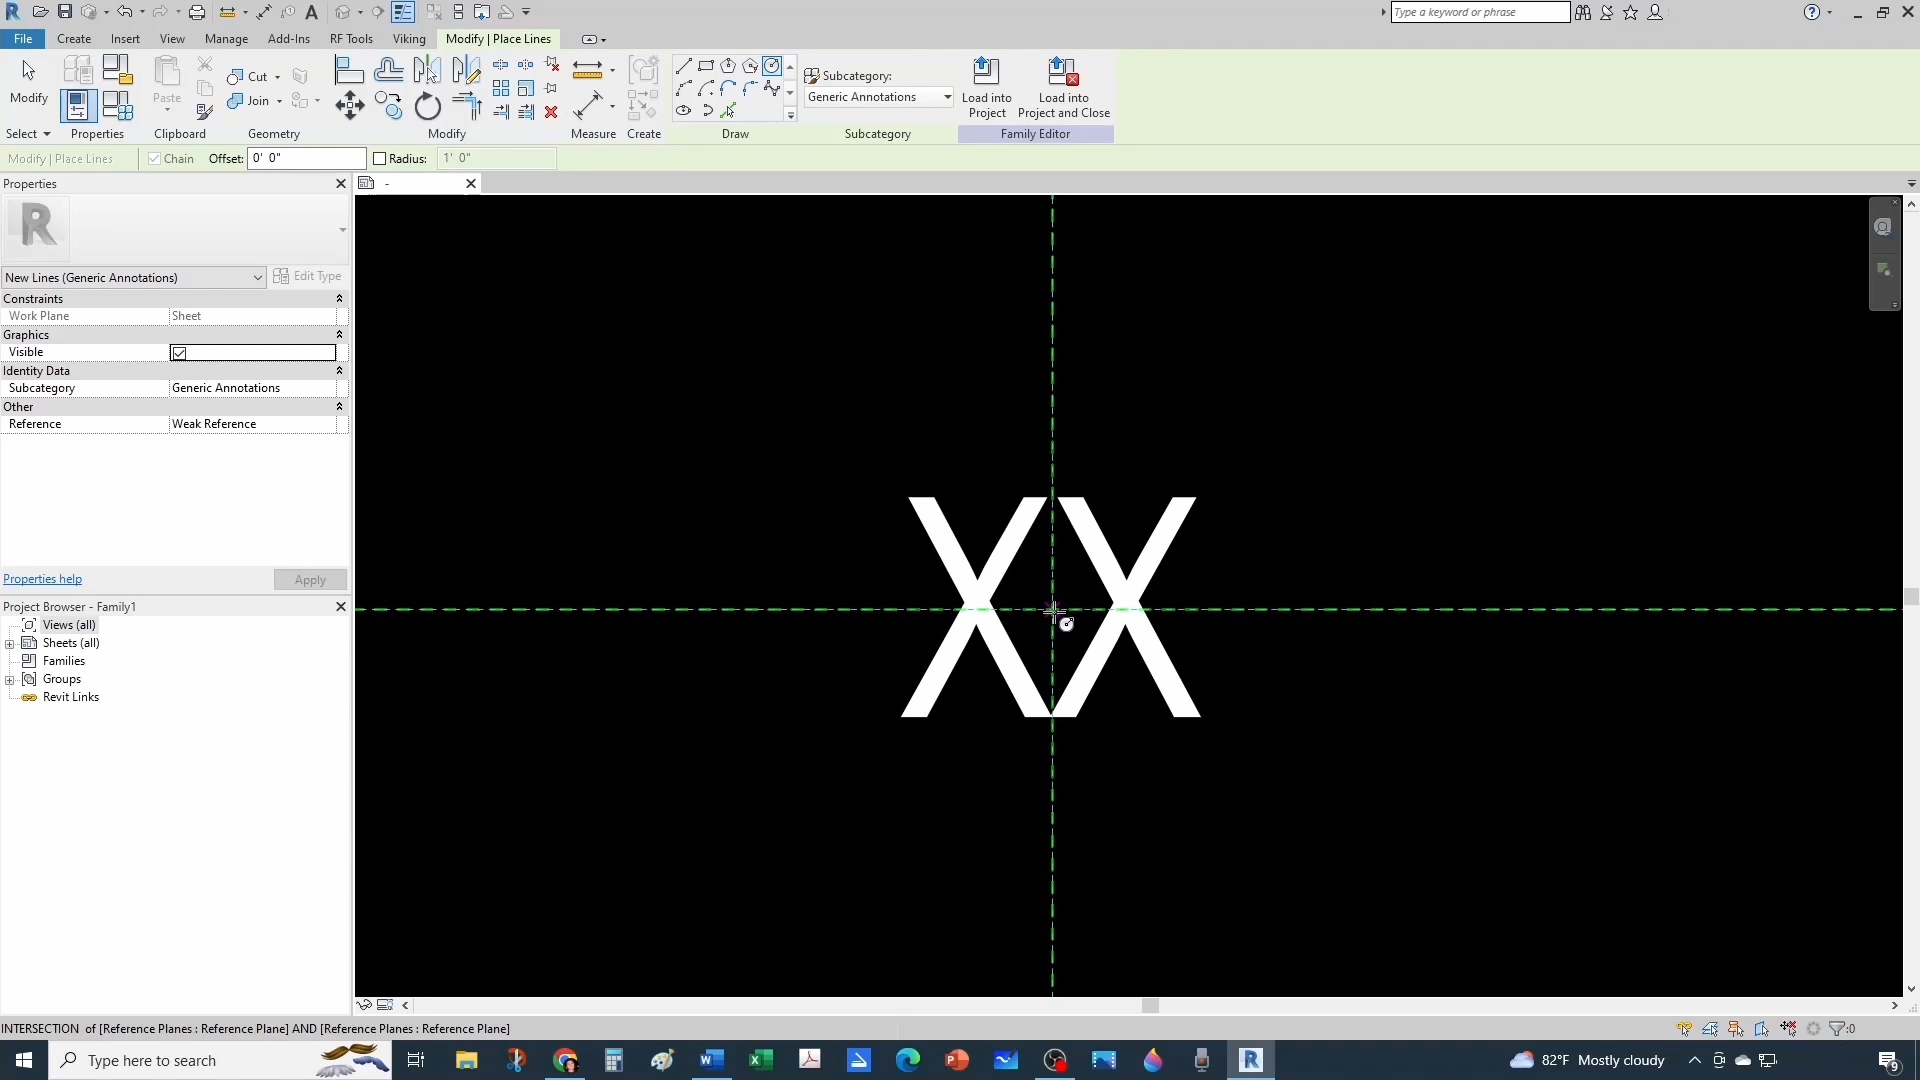 Type a keyword or phrase
File Create Insert View Manage Add-Ins RF Tools Viking Modify | Place Lines
Modify Paste Cut Join Subcategory: Generic Annotations Load into Project Load into Project and Close
Select Properties Clipboard Geometry Modify Measure Create Draw Subcategory Family Editor
Modify | Place Lines Chain Offset: 0' 0" Radius: 1' 0"
Properties
-
R
New Lines (Generic Annotations) Edit Type
Constraints
Work Plane Sheet
Graphics
Visible
Identity Data
Subcategory Generic Annotations
Other
Reference Weak Reference
XX
Properties help Apply
Project Browser - Family1
Views (all)
Sheets (all)
Families
Groups
Revit Links
INTERSECTION of [Reference Planes : Reference Plane] AND [Reference Planes : Reference Plane]
:0
Type here to search
82°F Mostly cloudy
9